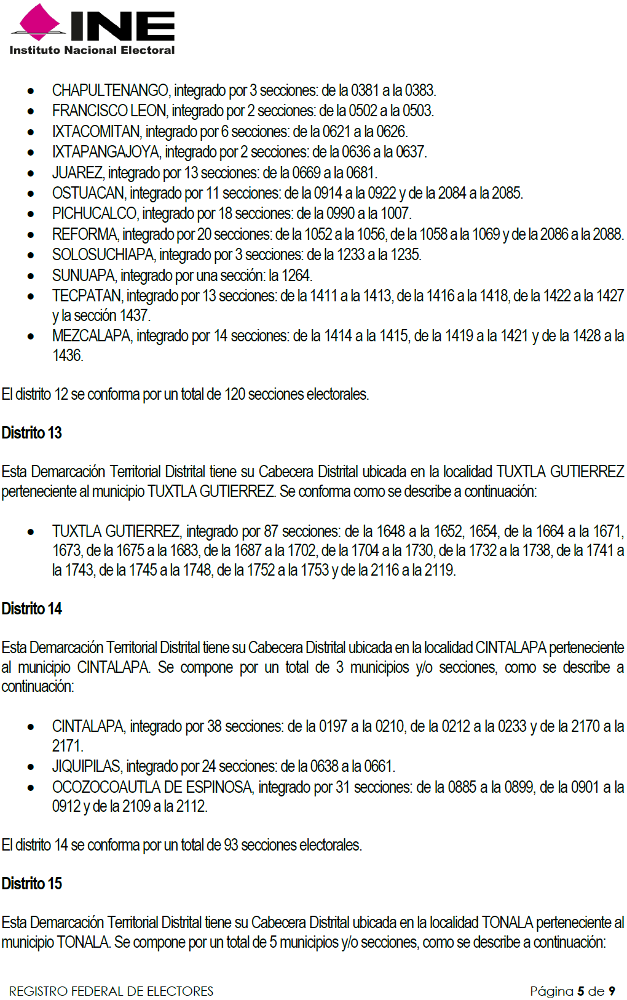 INE
Instituto Nacional Electoral
• CHAPULTENANGO, integrado por 3 secciones: de la 0381 a la 0383.
• FRANCISCO LEON, integrado por 2 secciones: de la 0502 a la 0503.
• IXTACOMITAN, integrado por 6 secciones: de la 0621 a la 0626.
• IXTAPANGAJOYA, integrado por 2 secciones: de la 0636 a la 0637.
• JUAREZ, integrado por 13 secciones: de la 0669 a la 0681.
• OSTUACAN, integrado por 11 secciones: de la 0914 a la 0922 y de la 2084 a la 2085.
• PICHUCALCO, integrado por 18 secciones: de la 0990 a la 1007.
• REFORMA, integrado por 20 secciones: de la 1052 a la 1056, de la 1058 a la 1069 y de la 2086 a la 2088.
• SOLOSUCHIAPA, integrado por 3 secciones: de la 1233 a la 1235.
• SUNUAPA, integrado por una sección: la 1264.
• TECPATAN, integrado por 13 secciones: de la 1411 a la 1413, de la 1416 a la 1418, de la 1422 a la 1427
y la sección 1437.
• MEZCALAPA, integrado por 14 secciones: de la 1414 a la 1415, de la 1419 a la 1421 y de la 1428 a la
1436.
El distrito 12 se conforma por un total de 120 secciones electorales.
Distrito 13
Esta Demarcación Territorial Distrital tiene su Cabecera Distrital ubicada en la localidad TUXTLA GUTIERREZ
perteneciente al municipio TUXTLA GUTIERREZ. Se conforma como se describe a continuación:
• TUXTLA GUTIERREZ, integrado por 87 secciones: de la 1648 a la 1652, 1654, de la 1664 a la 1671,
1673, de la 1675 a la 1683, de la 1687 a la 1702, de la 1704 a la 1730, de la 1732 a la 1738, de la 1741 a
la 1743, de la 1745 a la 1748, de la 1752 a la 1753 y de la 2116 a la 2119.
Distrito 14
Esta Demarcación Territorial Distrital tiene su Cabecera Distrital ubicada en la localidad CINTALAPA perteneciente
al municipio CINTALAPA. Se compone por un total de 3 municipios y/o secciones, como se describe a
continuación:
• CINTALAPA, integrado por 38 secciones: de la 0197 a la 0210, de la 0212 a la 0233 y de la 2170 a la
2171.
• JIQUIPILAS, integrado por 24 secciones: de la 0638 a la 0661.
• OCOZOCOAUTLA DE ESPINOSA, integrado por 31 secciones: de la 0885 a la 0899, de la 0901 a la
0912 y de la 2109 a la 2112.
El distrito 14 se conforma por un total de 93 secciones electorales.
Distrito 15
Esta Demarcación Territorial Distrital tiene su Cabecera Distrital ubicada en la localidad TONALA perteneciente al
municipio TONALA. Se compone por un total de 5 municipios y/o secciones, como se describe a continuación:
REGISTRO FEDERAL DE ELECTORES Página 5 de 9